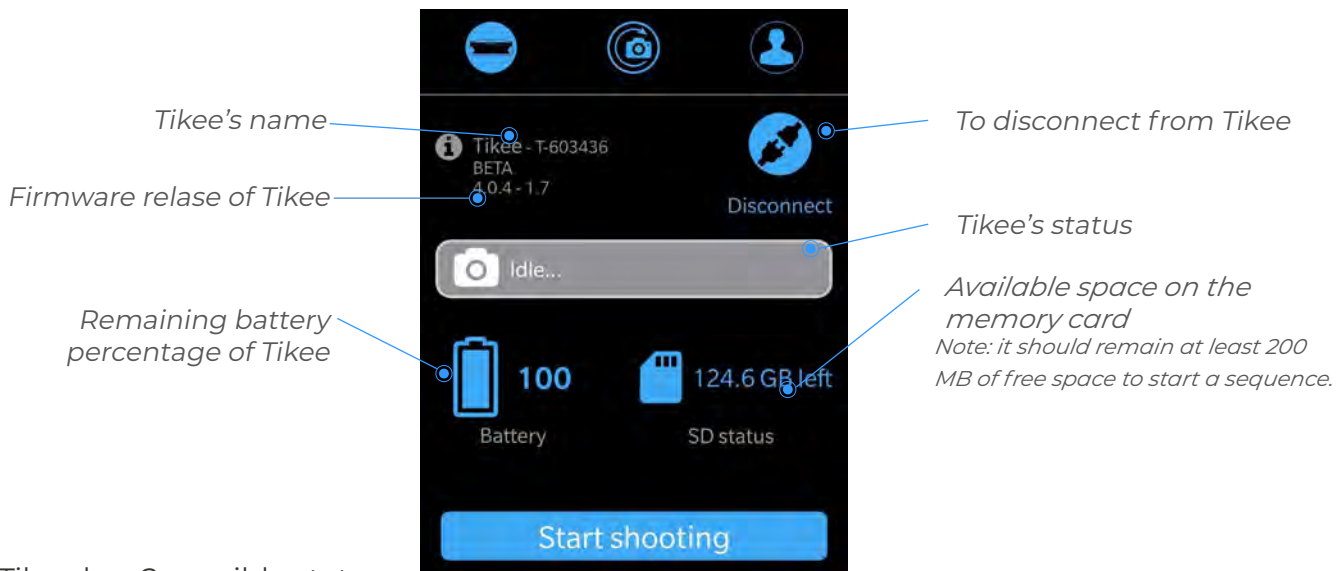 Tikee's name
Firmware relase of Tikee
Remaining battery
percentage of Tikee
Tikee - T-603436
BETA
4.0.4 - 1.7
Disconnect
Idle...
100
124.6 GB left
Battery
SD status
Start shooting
To disconnect from Tikee
Tikee's status
Available space on the
memory card
Note: it should remain at least 200
MB of free space to start a sequence.